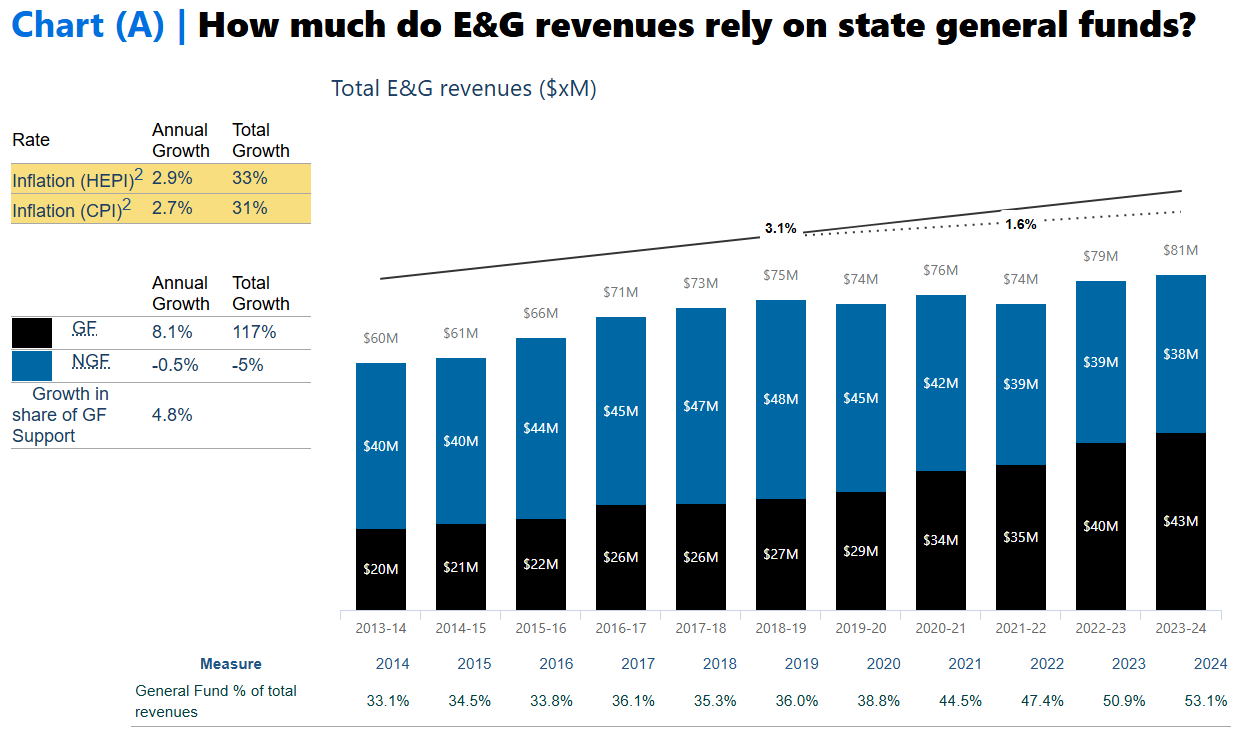 Chart (A) | How much do E&G revenues rely on state general funds?
Total E&G revenues ($xM)
Rate Annual Growth Total Growth
Inflation (HEPI)2 2.9% 33%
Inflation (CPI)2 2.7% 31%
Annual Growth Total Growth
GF 8.1% 117%
NGF -0.5% -5%
Growth in share of GF Support 4.8%
3.1%
1.6%
$60M $61M $66M $71M $73M $75M $74M $76M $74M $79M $81M
$40M $40M $44M $45M $47M $48M $45M $42M $39M $39M $38M
$20M $21M $22M $26M $26M $27M $29M $34M $35M $40M $43M
2013-14 2014-15 2015-16 2016-17 2017-18 2018-19 2019-20 2020-21 2021-22 2022-23 2023-24
Measure 2014 2015 2016 2017 2018 2019 2020 2021 2022 2023 2024
General Fund % of total revenues 33.1% 34.5% 33.8% 36.1% 35.3% 36.0% 38.8% 44.5% 47.4% 50.9% 53.1%